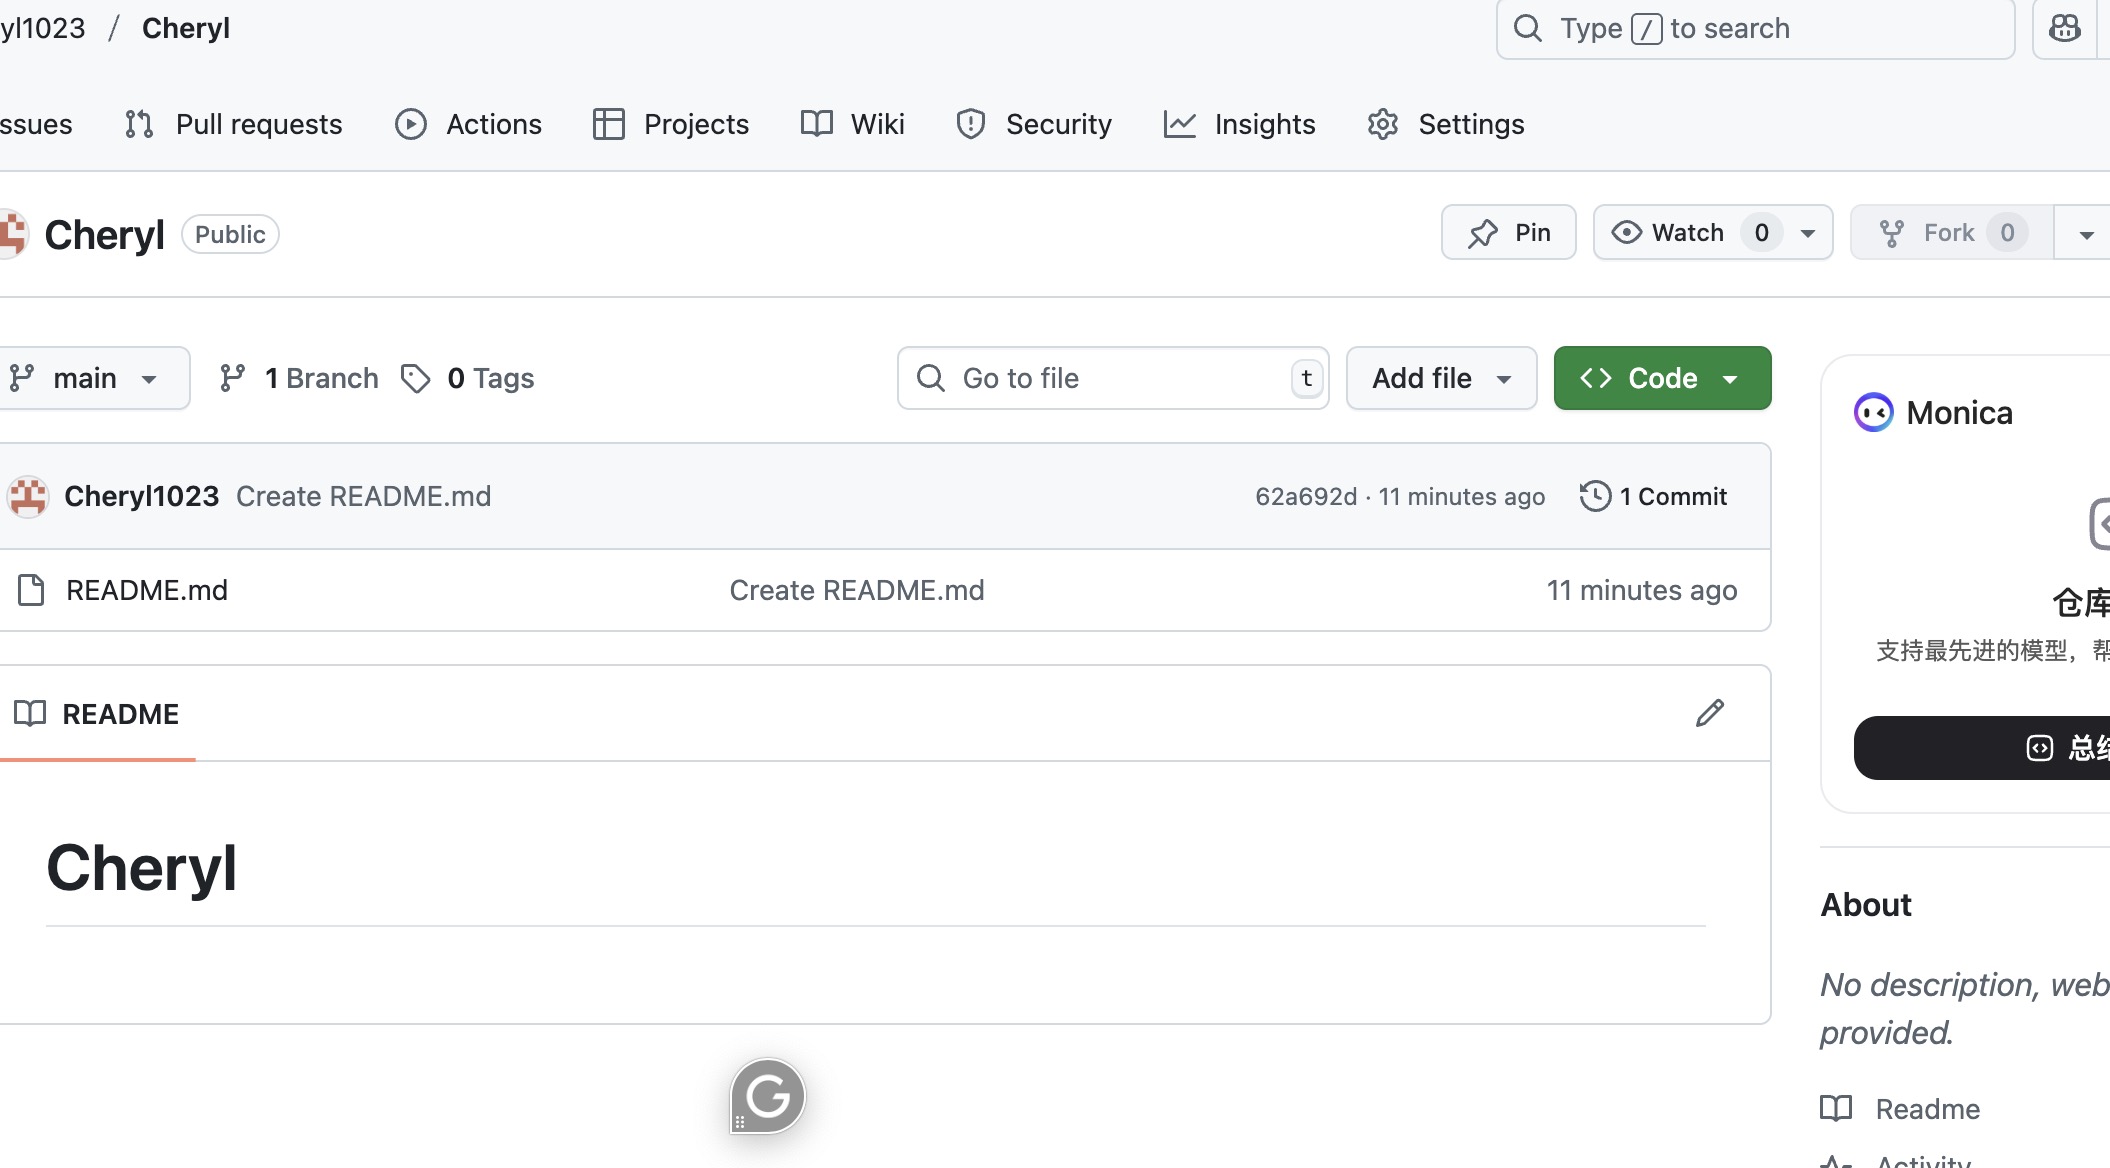 yl1023 / Cheryl
Type / to search
ssues Pull requests Actions Projects Wiki Security Insights Settings
Cheryl Public
Pin Watch 0 Fork 0
main 1 Branch 0 Tags
Go to file t Add file Code
Monica
Cheryl1023 Create README.md 62a692d · 11 minutes ago 1 Commit
README.md Create README.md 11 minutes ago
仓库
支持最先进的模型，帮
README
总结
Cheryl
About
No description, web
provided.
G
Readme
Activity